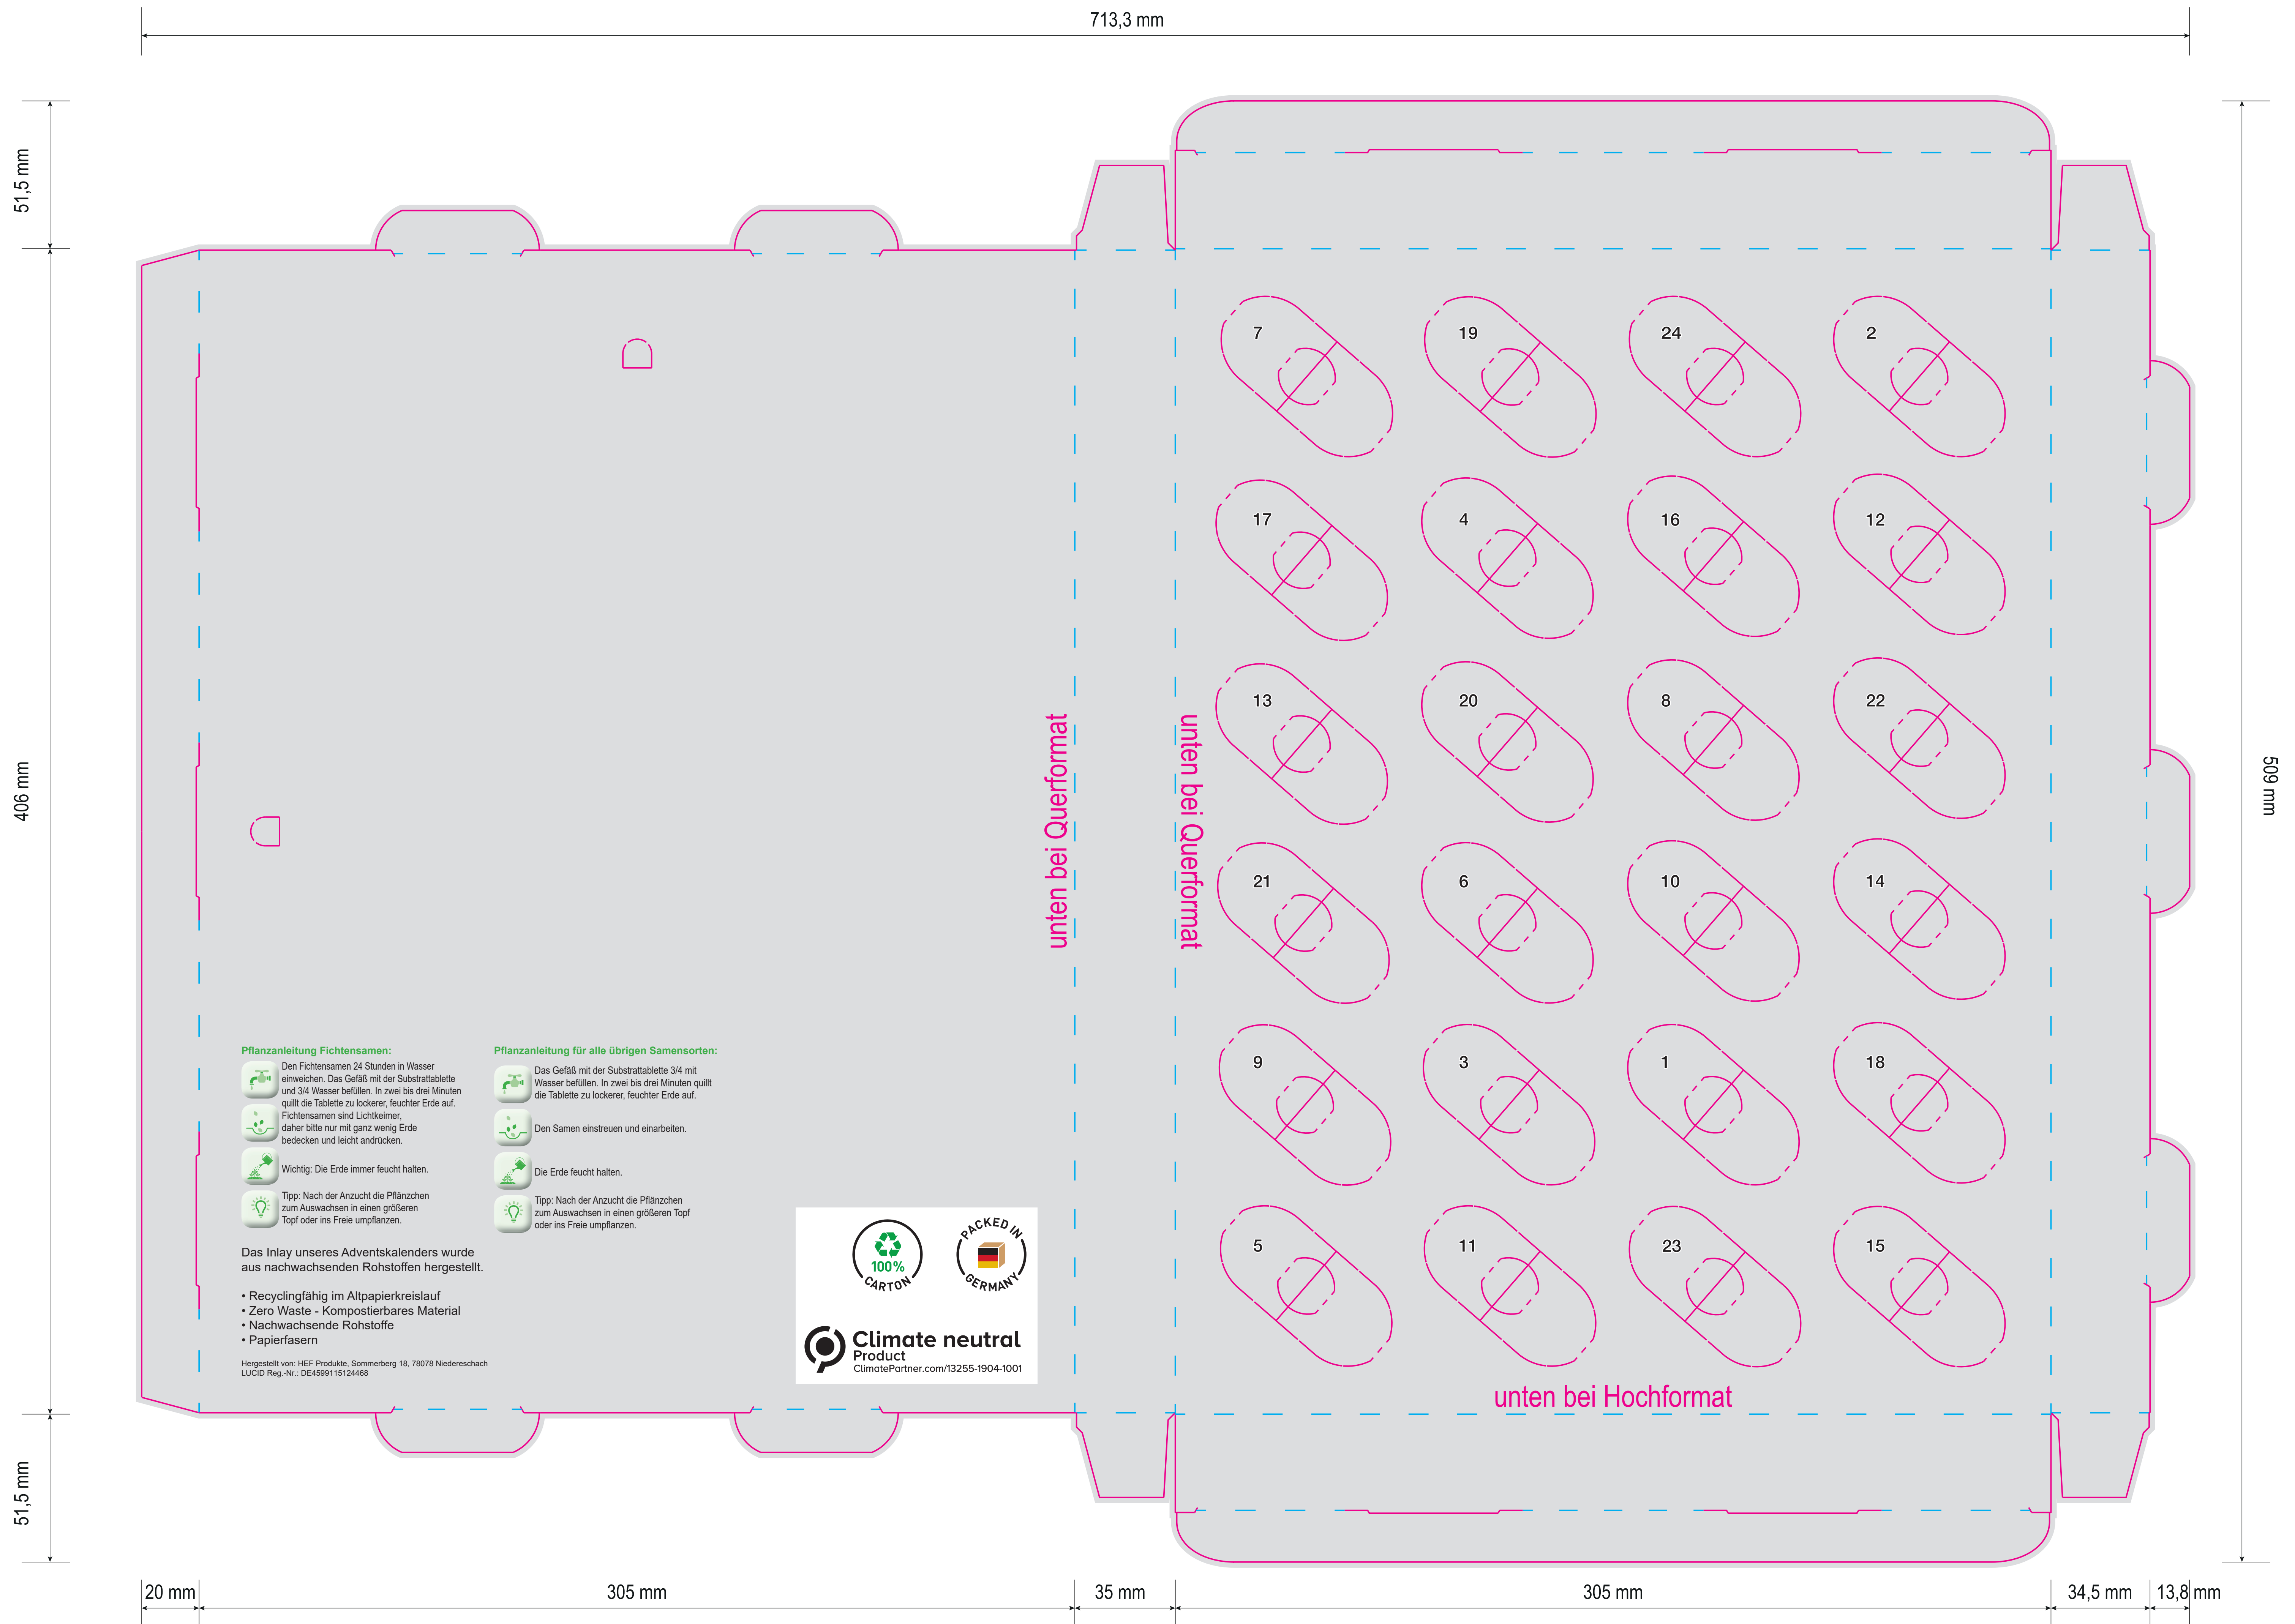 713,3 mm
51,5 mm
406 mm
51,5 mm
509 mm
7
19
24
2
17
4
16
12
13
20
8
22
21
6
10
14
9
3
1
18
5
11
23
15
unten bei Querformat
unten bei Querformat
unten bei Hochformat
Pflanzanleitung Fichtensamen:
Den Fichtensamen 24 Stunden in Wasser
einweichen. Das Gefäß mit der Substrattablette
und 3/4 Wasser befüllen. In zwei bis drei Minuten
quillt die Tablette zu lockerer, feuchter Erde auf.
Fichtensamen sind Lichtkeimer,
daher bitte nur mit ganz wenig Erde
bedecken und leicht andrücken.
Wichtig: Die Erde immer feucht halten.
Tipp: Nach der Anzucht die Pflänzchen
zum Auswachsen in einen größeren
Topf oder ins Freie umpflanzen.
Pflanzanleitung für alle übrigen Samensorten:
Das Gefäß mit der Substrattablette 3/4 mit
Wasser befüllen. In zwei bis drei Minuten quillt
die Tablette zu lockerer, feuchter Erde auf.
Den Samen einstreuen und einarbeiten.
Die Erde feucht halten.
Tipp: Nach der Anzucht die Pflänzchen
zum Auswachsen in einen größeren Topf
oder ins Freie umpflanzen.
Das Inlay unseres Adventskalenders wurde
aus nachwachsenden Rohstoffen hergestellt.
• Recyclingfähig im Altpapierkreislauf
• Zero Waste - Kompostierbares Material
• Nachwachsende Rohstoffe
• Papierfasern
Hergestellt von: HEF Produkte, Sommerberg 18, 78078 Niedereschach
LUCID Reg.-Nr.: DE4599115124468
100%
CARTON
PACKED IN
GERMANY
Climate neutral
Product
ClimatePartner.com/13255-1904-1001
20 mm
305 mm
35 mm
305 mm
34,5 mm
13,8 mm